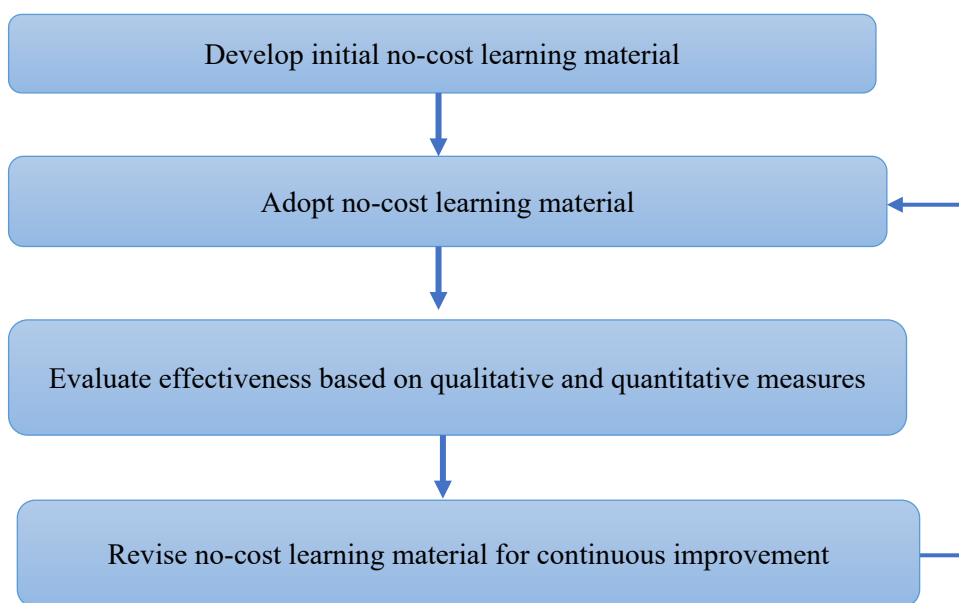 Develop initial no-cost learning material
Adopt no-cost learning material
Evaluate effectiveness based on qualitative and quantitative measures
Revise no-cost learning material for continuous improvement